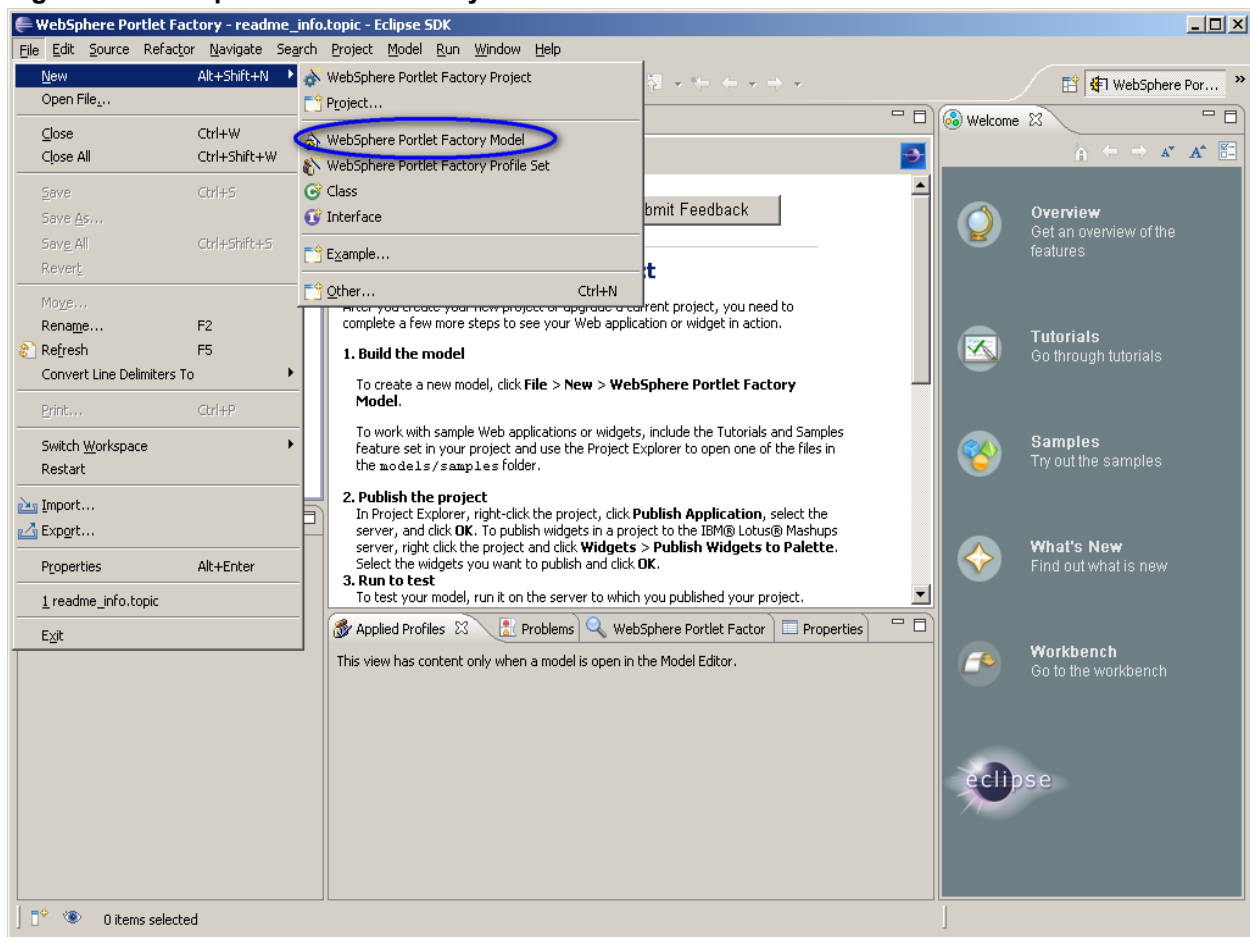 WebSphere Portlet Factory - readme_info.topic - Eclipse SDK
File Edit Source Refactor Navigate Search Project Model Run Window Help
New Alt+Shift+N
Open File...
Close Ctrl+W
Close All Ctrl+Shift+W
Save Ctrl+S
Save As...
Save All Ctrl+Shift+S
Revert
Move...
Rename... F2
Refresh F5
Convert Line Delimiters To
Print... Ctrl+P
Switch Workspace
Restart
Import...
Export...
Properties Alt+Enter
1 readme_info.topic
Exit
WebSphere Portlet Factory Project
Project...
WebSphere Portlet Factory Model
WebSphere Portlet Factory Profile Set
Class
Interface
Example...
Other... Ctrl+N
WebSphere Por... »
bmit Feedback
After you create your new project or upgrade a current project, you need to
complete a few more steps to see your Web application or widget in action.
1. Build the model
To create a new model, click File > New > WebSphere Portlet Factory
Model.
To work with sample Web applications or widgets, include the Tutorials and Samples
feature set in your project and use the Project Explorer to open one of the files in
the models/samples folder.
2. Publish the project
In Project Explorer, right-click the project, click Publish Application, select the
server, and click OK. To publish widgets in a project to the IBM® Lotus® Mashups
server, right click the project and click Widgets > Publish Widgets to Palette.
Select the widgets you want to publish and click OK.
3. Run to test
To test your model, run it on the server to which you published your project.
Applied Profiles Problems WebSphere Portlet Factor Properties
This view has content only when a model is open in the Model Editor.
Welcome
Overview
Get an overview of the
features
Tutorials
Go through tutorials
Samples
Try out the samples
What's New
Find out what is new
Workbench
Go to the workbench
eclipse
0 items selected